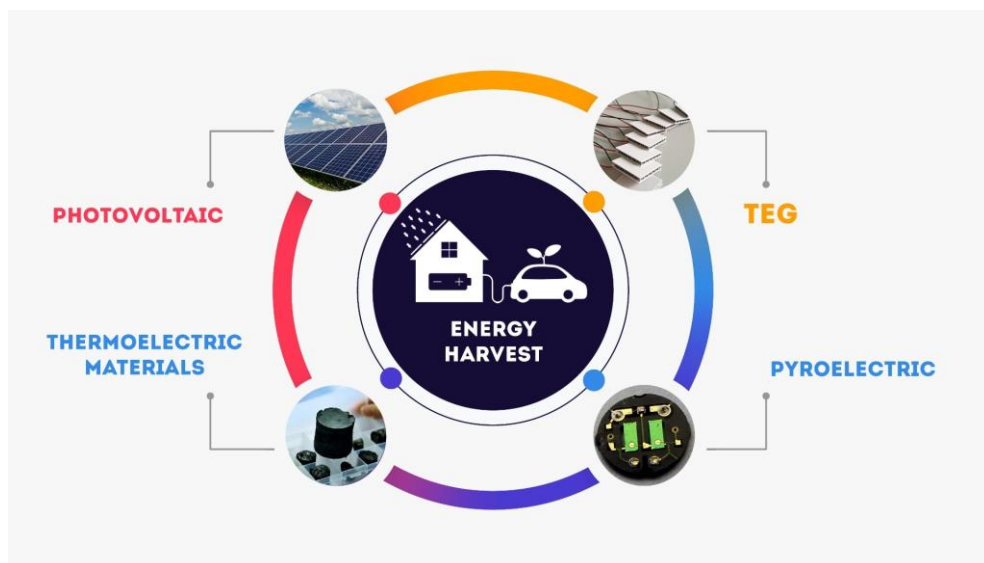 PHOTOVOLTAIC
TEG
THERMOELECTRIC
MATERIALS
ENERGY
HARVEST
PYROELECTRIC